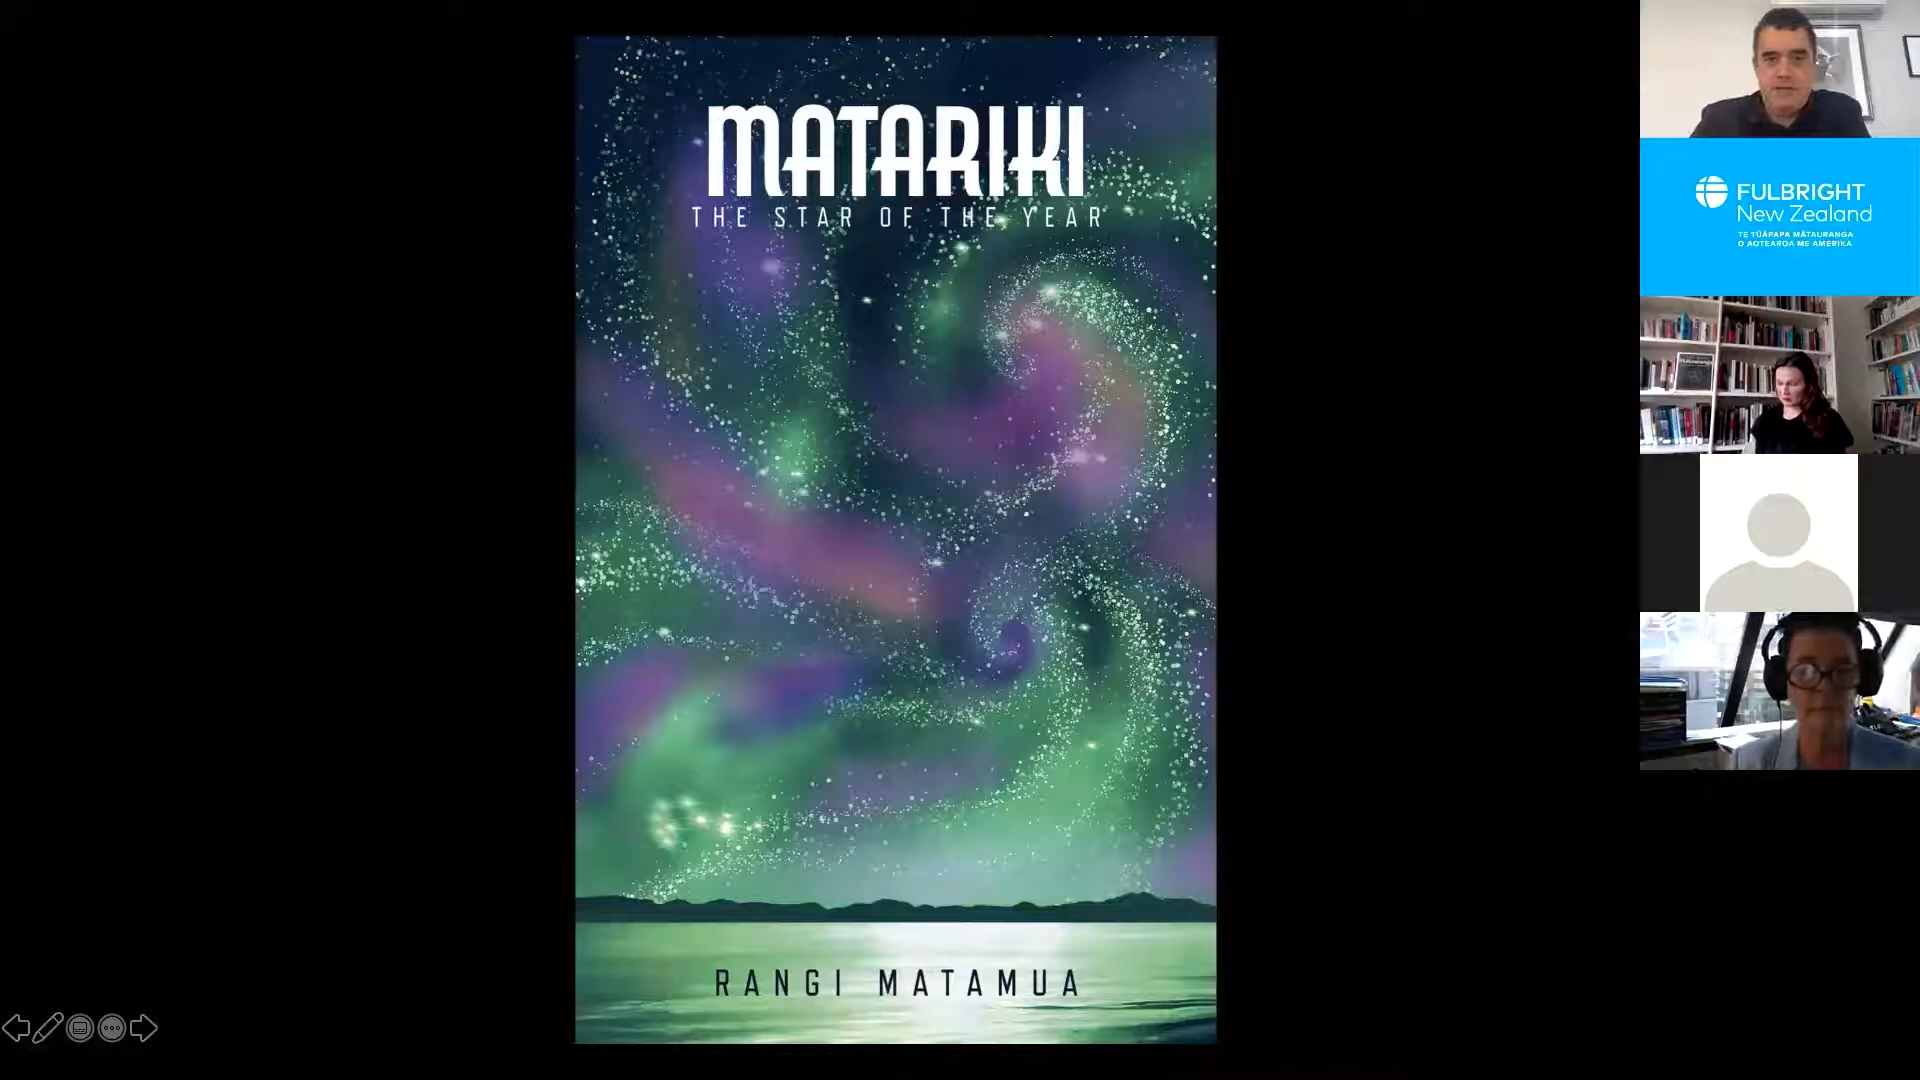 MATARIKI
THE STAR OF THE YEAR
RANGI MATAMUA
FULBRIGHT
New Zealand
TE TŪĀPAPA MĀTAURANGA
O AOTEAROA ME AMERIKA